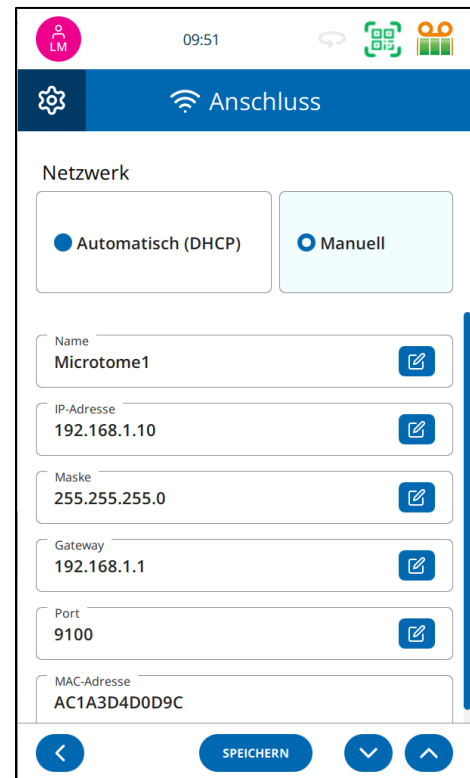 LM
09:51
Anschluss
Netzwerk
Automatisch (DHCP)
Manuell
Name
Microtome1
IP-Adresse
192.168.1.10
Maske
255.255.255.0
Gateway
192.168.1.1
Port
9100
MAC-Adresse
AC1A3D4D0D9C
SPEICHERN